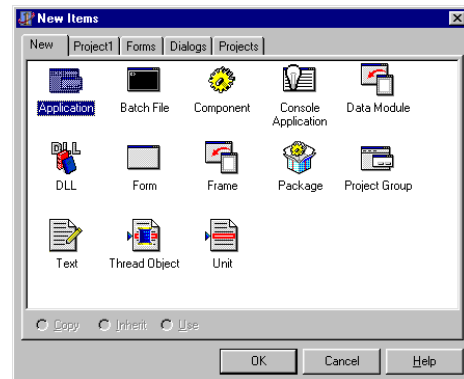 New Items
New Project1 Forms Dialogs Projects
Application Batch File Component Console Application Data Module
DLL Form Frame Package Project Group
Text Thread Object Unit
Copy Inherit Use
OK Cancel Help